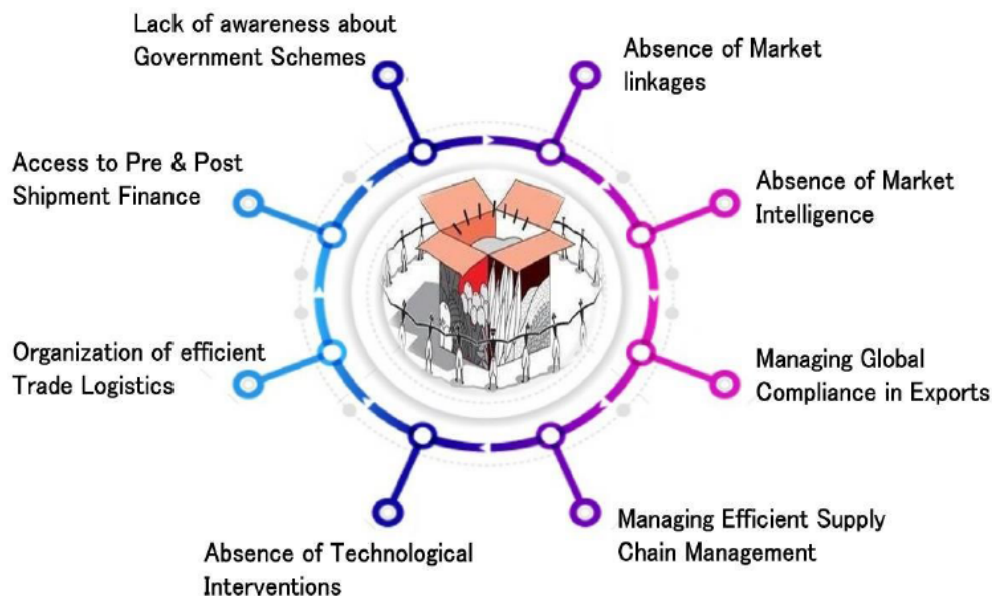 Lack of awareness about
Government Schemes
Absence of Market
linkages
Access to Pre & Post
Shipment Finance
Absence of Market
Intelligence
Organization of efficient
Trade Logistics
Managing Global
Compliance in Exports
Absence of Technological
Interventions
Managing Efficient Supply
Chain Management